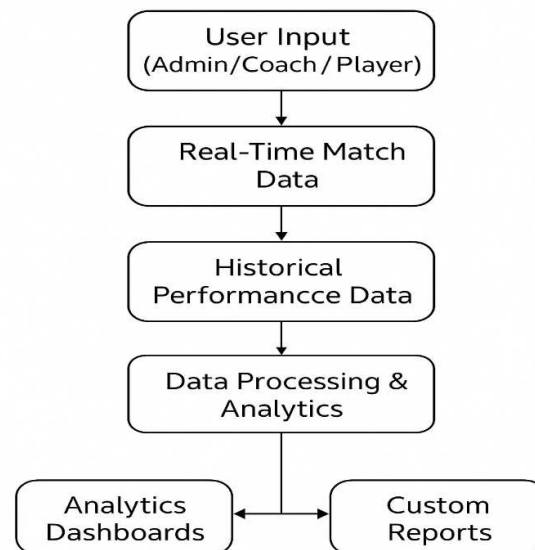 User Input
(Admin/Coach / Player)
Real-Time Match
Data
Historical
Performancce Data
Data Processing &
Analytics
Analytics
Dashboards
Custom
Reports